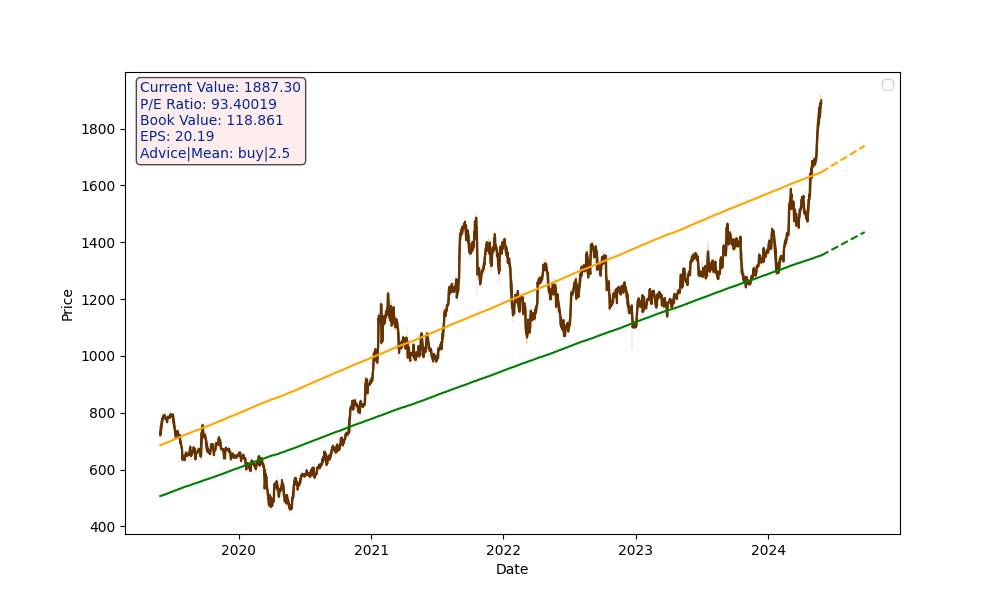 Current Value: 1887.30
P/E Ratio: 93.40019
Book Value: 118.861
EPS: 20.19
Advice|Mean: buy|2.5
Price
1800
1600
1400
1200
1000
800
600
400
2020 2021 2022 2023 2024
Date